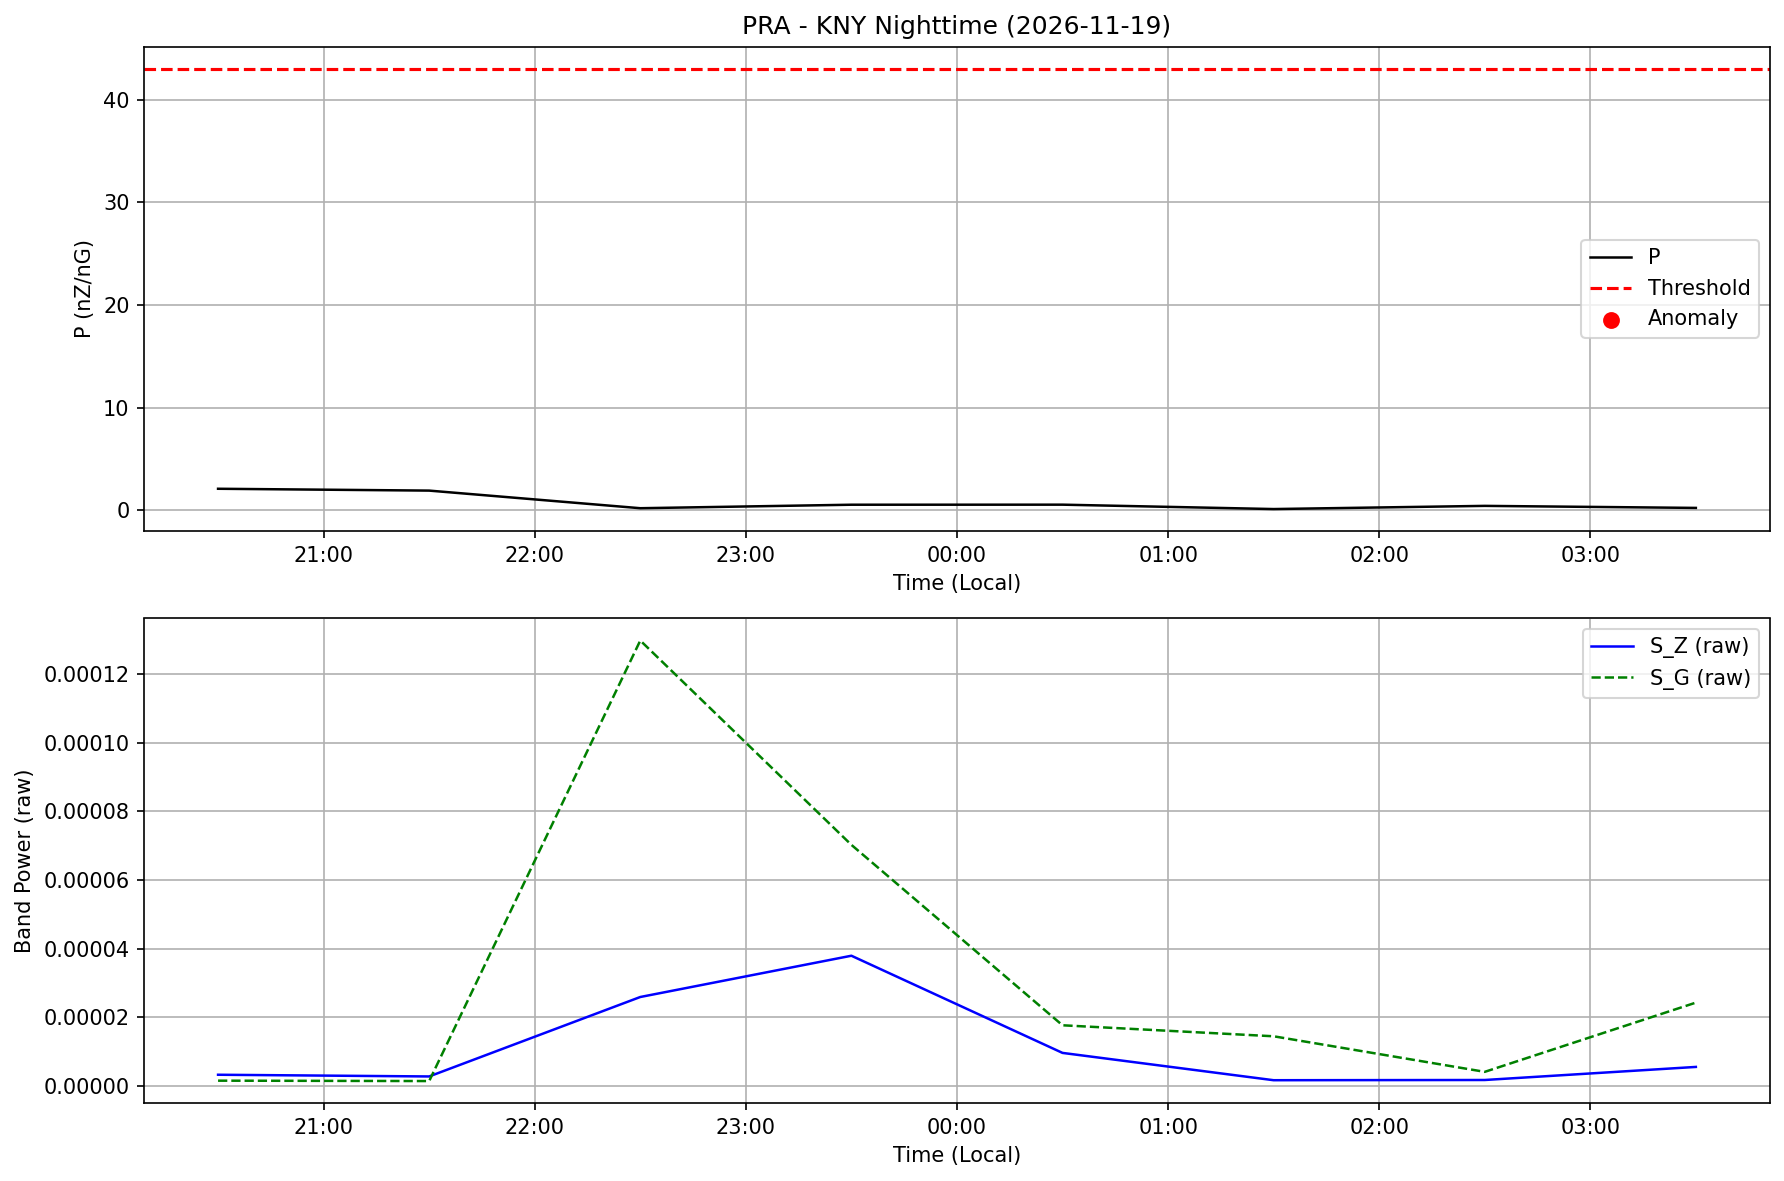 PRA - KNY Nighttime (2026-11-19)
P (nZ/nG)
40
30
20
10
0
P
Threshold
Anomaly
21:00 22:00 23:00 00:00 01:00 02:00 03:00
Time (Local)
Band Power (raw)
0.00012
0.00010
0.00008
0.00006
0.00004
0.00002
0.00000
S_Z (raw)
S_G (raw)
21:00 22:00 23:00 00:00 01:00 02:00 03:00
Time (Local)